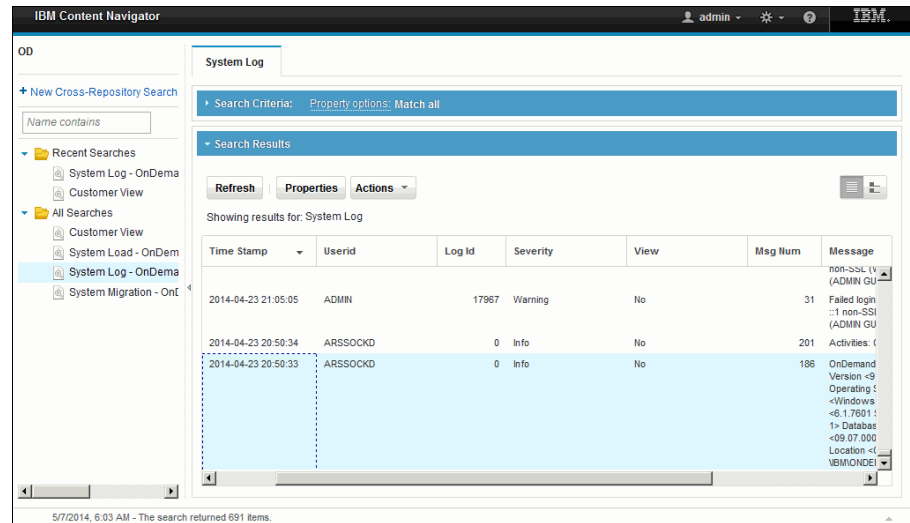 IBM Content Navigator
admin
IBM.
OD
+ New Cross-Repository Search
Name contains
Recent Searches
System Log - OnDema
Customer View
All Searches
Customer View
System Load - OnDem
System Log - OnDema
System Migration - OnD
System Log
Search Criteria: Property options: Match all
Search Results
Refresh Properties Actions
Showing results for: System Log
Time Stamp Userid Log Id Severity View Msg Num Message
non-SSL
(ADMIN GU
2014-04-23 21:05:05 ADMIN 17967 Warning No 31 Failed login
::1 non-SSL
(ADMIN GU
2014-04-23 20:50:34 ARSSOCKD 0 Info No 201 Activities:
2014-04-23 20:50:33 ARSSOCKD 0 Info No 186 OnDemand
Version <9
Operating
<Windows
<6.1.7601
1> Databas
<09.07.000
Location
\IBM\ONDE
5/7/2014, 6:03 AM - The search returned 691 items.